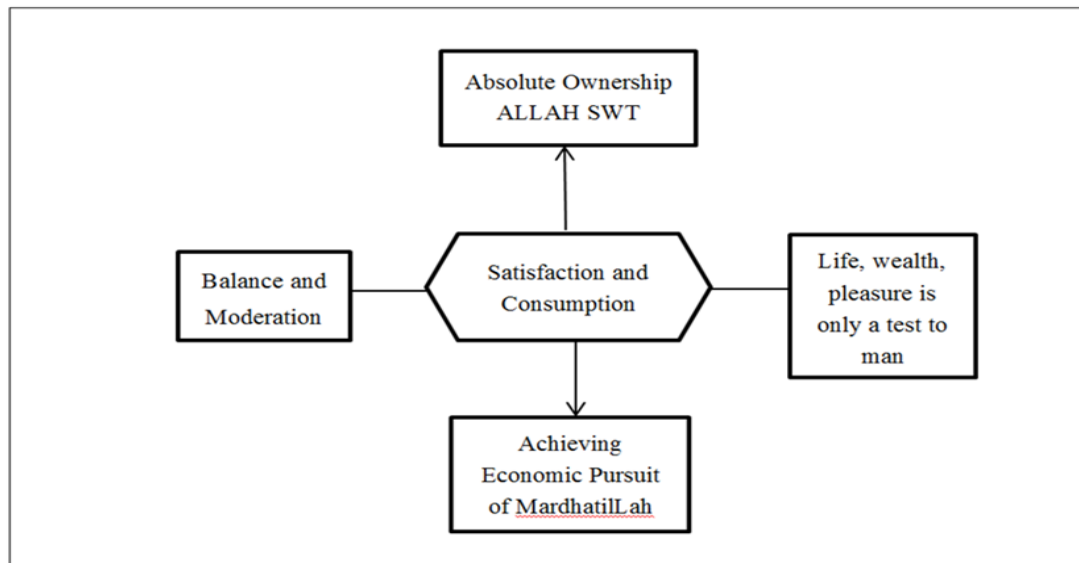 Absolute Ownership
ALLAH SWT
Balance and
Moderation
Satisfaction and
Consumption
Life, wealth,
pleasure is
only a test to
man
Achieving
Economic Pursuit
of MardhatilLah